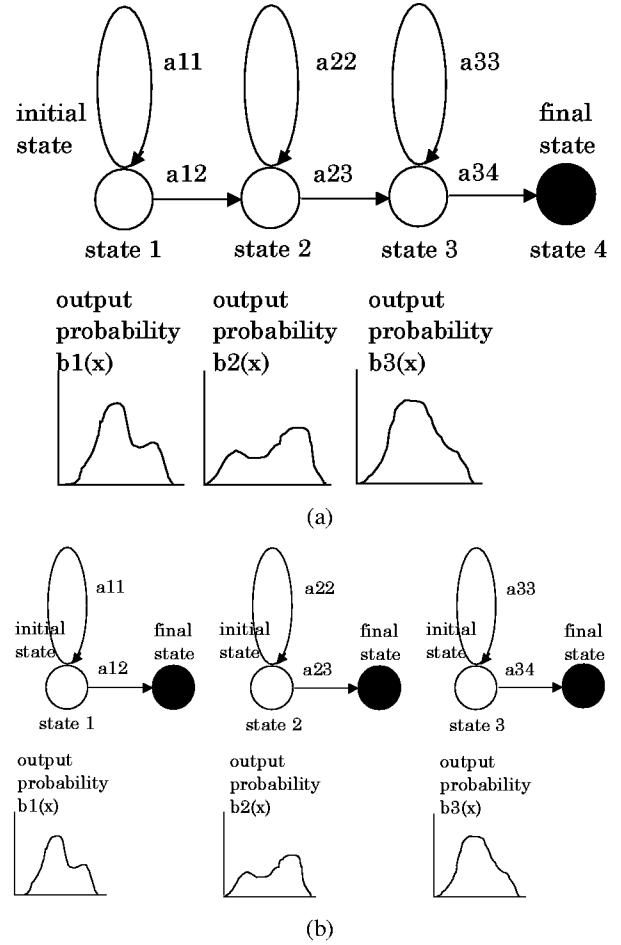 a11
a22
a33
initial
state
final
state
a12
a23
a34
state 1
state 2
state 3
state 4
output
probability
b1(x)
output
probability
b2(x)
output
probability
b3(x)
(a)
a11
a22
a33
initial
state
final
state
initial
state
final
state
initial
state
final
state
a12
a23
a34
state 1
state 2
state 3
output
probability
b1(x)
output
probability
b2(x)
output
probability
b3(x)
(b)